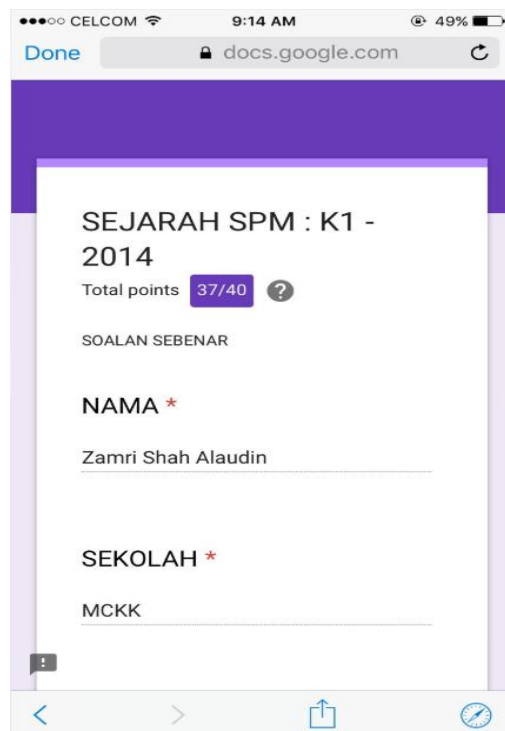 CELCOM 9:14 AM 49%
Done docs.google.com
SEJARAH SPM : K1 -
2014
Total points 37/40 ?
SOALAN SEBENAR
NAMA *
Zamri Shah Alaudin
SEKOLAH *
MCKK